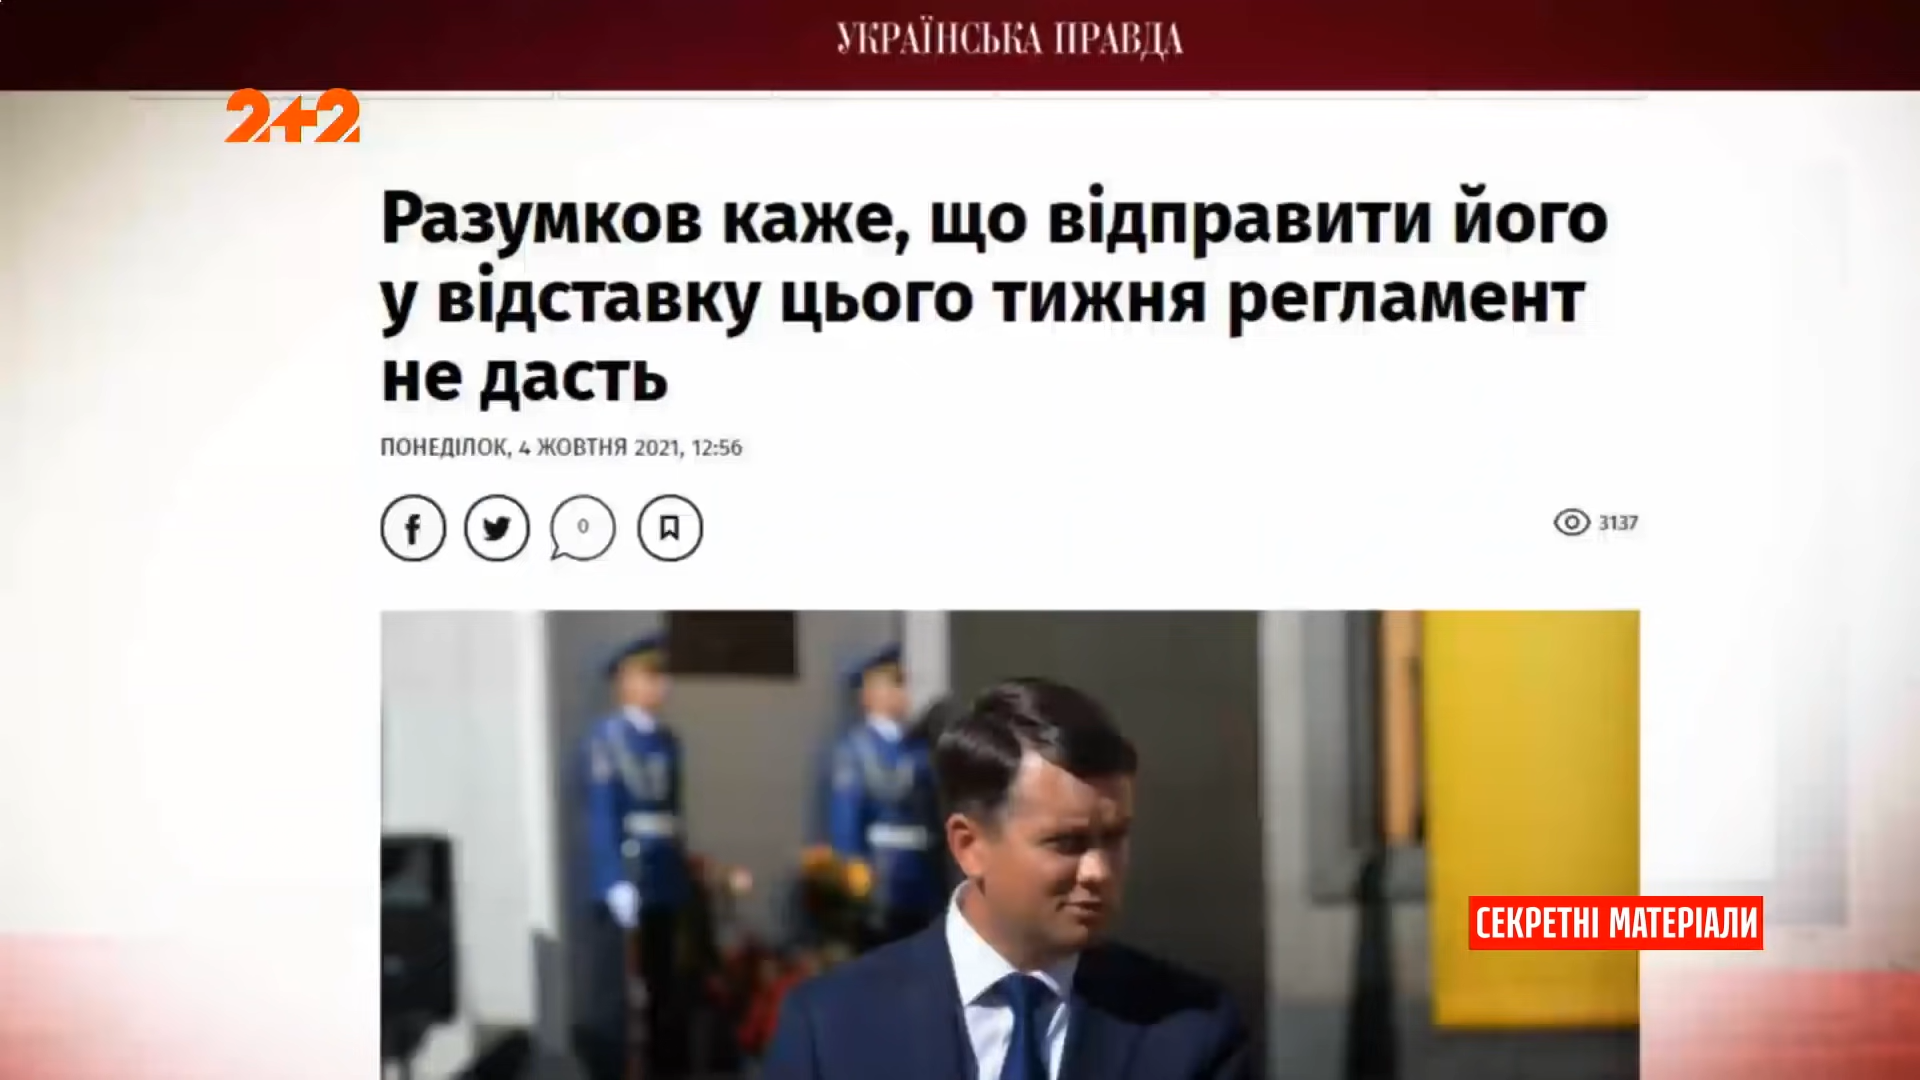 УКРАЇНСЬКА ПРАВДА
2+2
Разумков каже, що відправити його
у відставку цього тижня регламент
не дасть
ПОНЕДІЛОК, 4 ЖОВТНЯ 2021, 12:56
0
3137
СЕКРЕТНІ МАТЕРІАЛИ